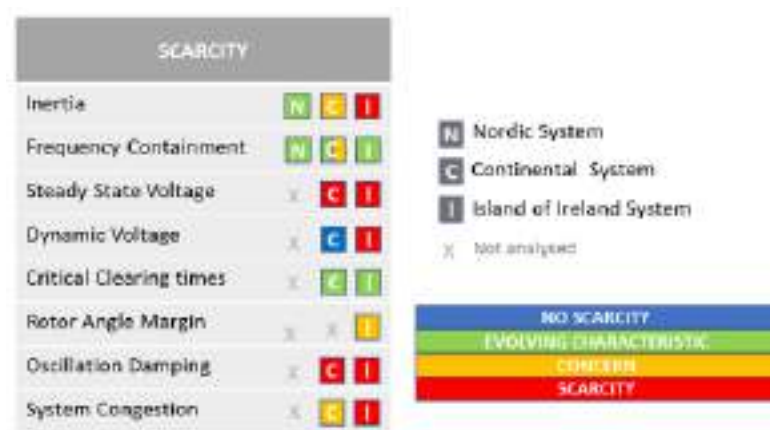 SCARCITY
Inertia N C I
Frequency Containment N C I
Steady State Voltage x C I
Dynamic Voltage x C I
Critical Clearing times x C I
Rotor Angle Margin x x I
Oscillation Damping x C I
System Congestion x C I
N Nordic System
C Continental System
I Island of Ireland System
X Not analysed
NO SCARCITY
EVOLVING CHARACTERISTIC
CONCERN
SCARCITY